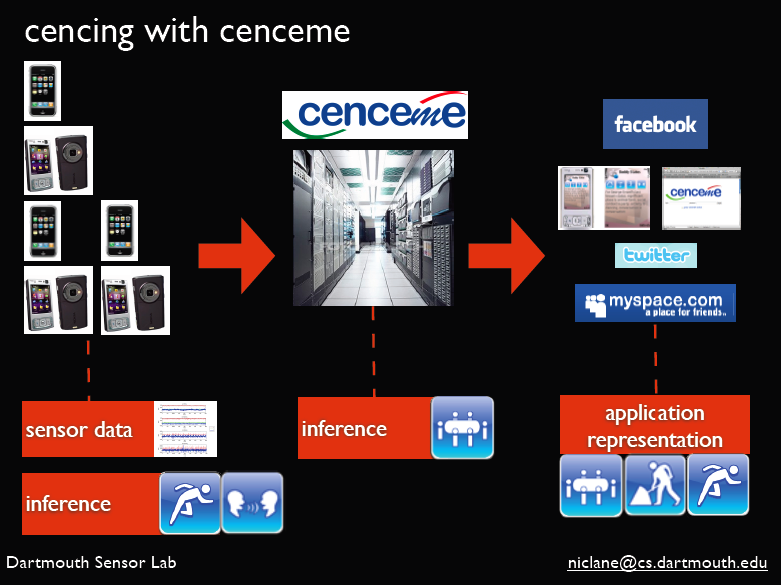 cencing with cenceme
cenceme
facebook
cenceme
twitter
myspace.com
a place for friends..
sensor data
inference
inference
application
representation
Dartmouth Sensor Lab
niclane@cs.dartmouth.edu